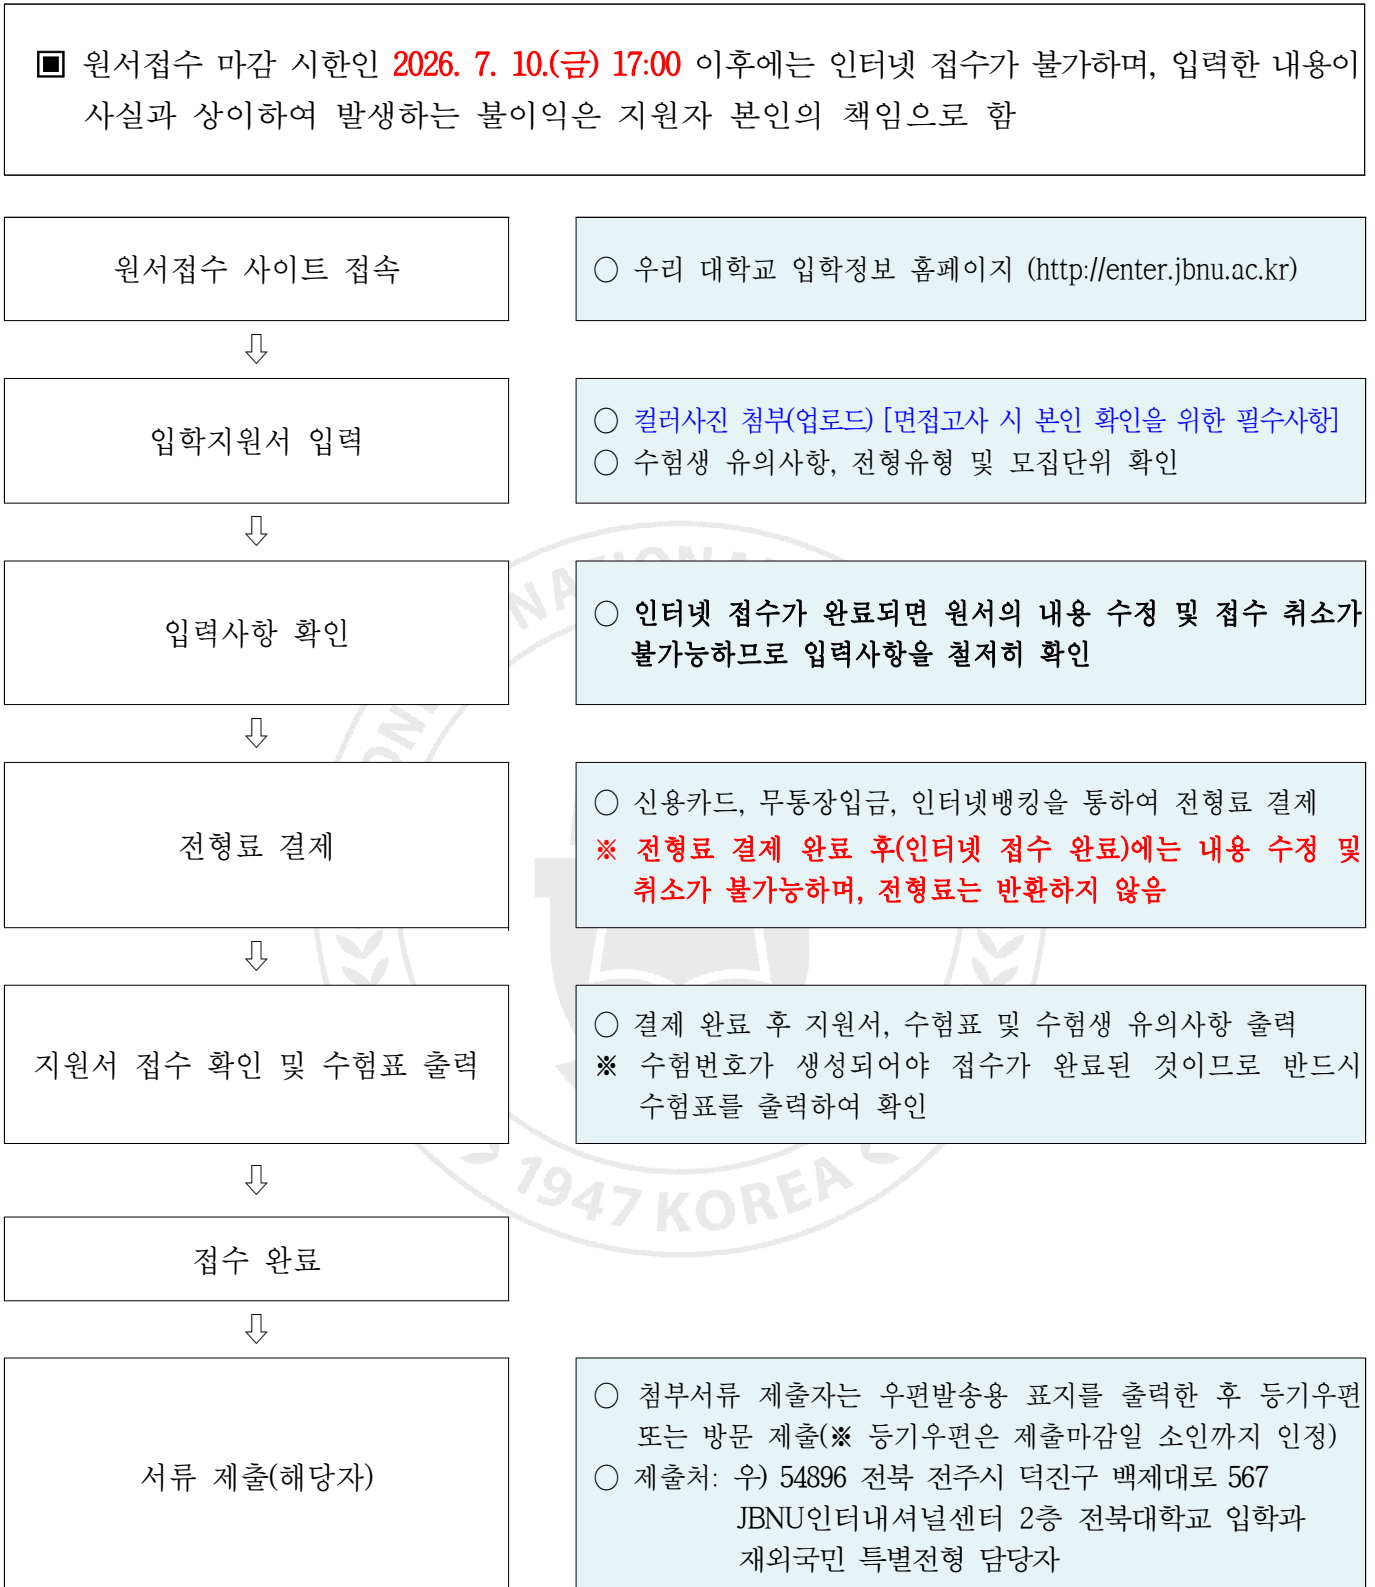 ▣ 원서접수 마감 시한인 2026. 7. 10.(금) 17:00 이후에는 인터넷 접수가 불가하며, 입력한 내용이
사실과 상이하여 발생하는 불이익은 지원자 본인의 책임으로 함
원서접수 사이트 접속
○ 우리 대학교 입학정보 홈페이지 (http://enter.jbnu.ac.kr)
⇩
입학지원서 입력
○ 컬러사진 첨부(업로드) [면접고사 시 본인 확인을 위한 필수사항]
○ 수험생 유의사항, 전형유형 및 모집단위 확인
⇩
입력사항 확인
○ 인터넷 접수가 완료되면 원서의 내용 수정 및 접수 취소가
불가능하므로 입력사항을 철저히 확인
⇩
전형료 결제
○ 신용카드, 무통장입금, 인터넷뱅킹을 통하여 전형료 결제
※ 전형료 결제 완료 후(인터넷 접수 완료)에는 내용 수정 및
취소가 불가능하며, 전형료는 반환하지 않음
⇩
지원서 접수 확인 및 수험표 출력
○ 결제 완료 후 지원서, 수험표 및 수험생 유의사항 출력
※ 수험번호가 생성되어야 접수가 완료된 것이므로 반드시
수험표를 출력하여 확인
⇩
접수 완료
⇩
서류 제출(해당자)
○ 첨부서류 제출자는 우편발송용 표지를 출력한 후 등기우편
또는 방문 제출(※ 등기우편은 제출마감일 소인까지 인정)
○ 제출처: 우) 54896 전북 전주시 덕진구 백제대로 567
JBNU인터내셔널센터 2층 전북대학교 입학과
재외국민 특별전형 담당자
1947 KOREA